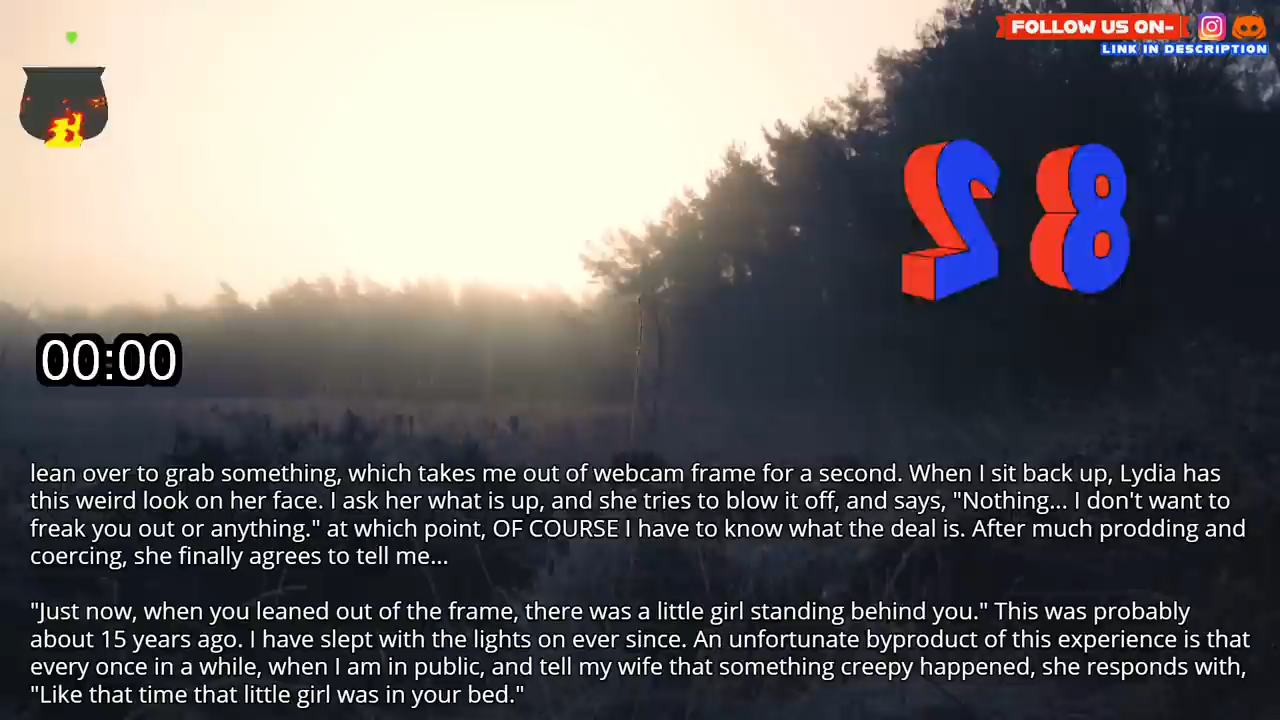 FOLLOW US ON-
LINK IN DESCRIPTION
28
00:00
lean over to grab something, which takes me out of webcam frame for a second. When I sit back up, Lydia has
this weird look on her face. I ask her what is up, and she tries to blow it off, and says, "Nothing... I don't want to
freak you out or anything." at which point, OF COURSE I have to know what the deal is. After much prodding and
coercing, she finally agrees to tell me...
"Just now, when you leaned out of the frame, there was a little girl standing behind you." This was probably
about 15 years ago. I have slept with the lights on ever since. An unfortunate byproduct of this experience is that
every once in a while, when I am in public, and tell my wife that something creepy happened, she responds with,
"Like that time that little girl was in your bed."